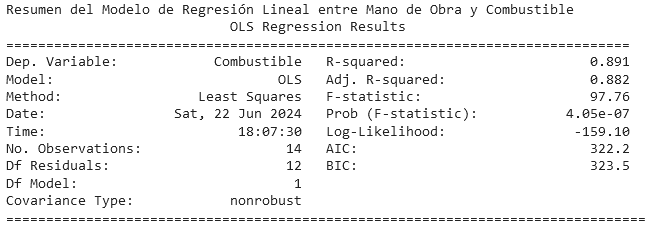 Resumen del Modelo de Regresión Lineal entre Mano de Obra y Combustible
OLS Regression Results
==============================================================================
Dep. Variable: Combustible R-squared: 0.891
Model: OLS Adj. R-squared: 0.882
Method: Least Squares F-statistic: 97.76
Date: Sat, 22 Jun 2024 Prob (F-statistic): 4.05e-07
Time: 18:07:30 Log-Likelihood: -159.10
No. Observations: 14 AIC: 322.2
Df Residuals: 12 BIC: 323.5
Df Model: 1
Covariance Type: nonrobust
==============================================================================